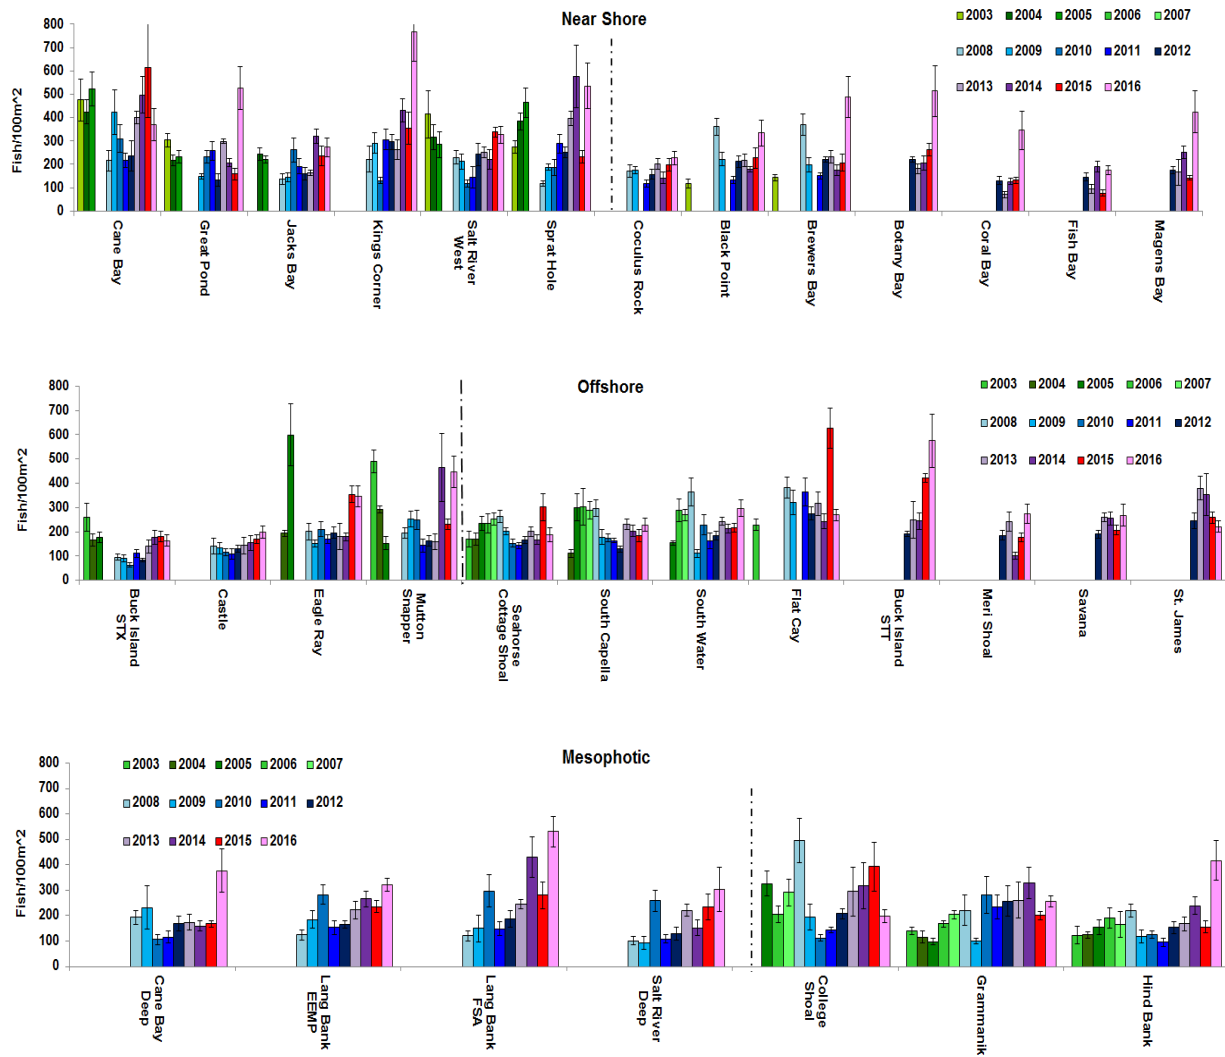 Near Shore
2003 2004 2005 2006 2007
2008 2009 2010 2011 2012
2013 2014 2015 2016
Fish/100m^2
800
700
600
500
400
300
200
100
0
Cane Bay
Great Pond
Jacks Bay
Kings Corner
Salt River
West
Sprat Hole
Coculus Rock
Black Point
Brewers Bay
Botany Bay
Coral Bay
Fish Bay
Magens Bay
Offshore
2003 2004 2005 2006 2007
2008 2009 2010 2011 2012
2013 2014 2015 2016
Fish/100m^2
800
700
600
500
400
300
200
100
0
Buck Island
STX
Castle
Eagle Ray
Mutton
Snapper
Seahorse
Cottage Shoal
South Capella
South Water
Flat Cay
Buck Island
STT
Meri Shoal
Savana
St. James
Mesophotic
2003 2004 2005 2006 2007
2008 2009 2010 2011 2012
2013 2014 2015 2016
Fish/100m^2
800
700
600
500
400
300
200
100
0
Cane Bay
Deep
Lang Bank
EEMP
Lang Bank
FSA
Salt River
Deep
College
Shoal
Grammanik
Hind Bank